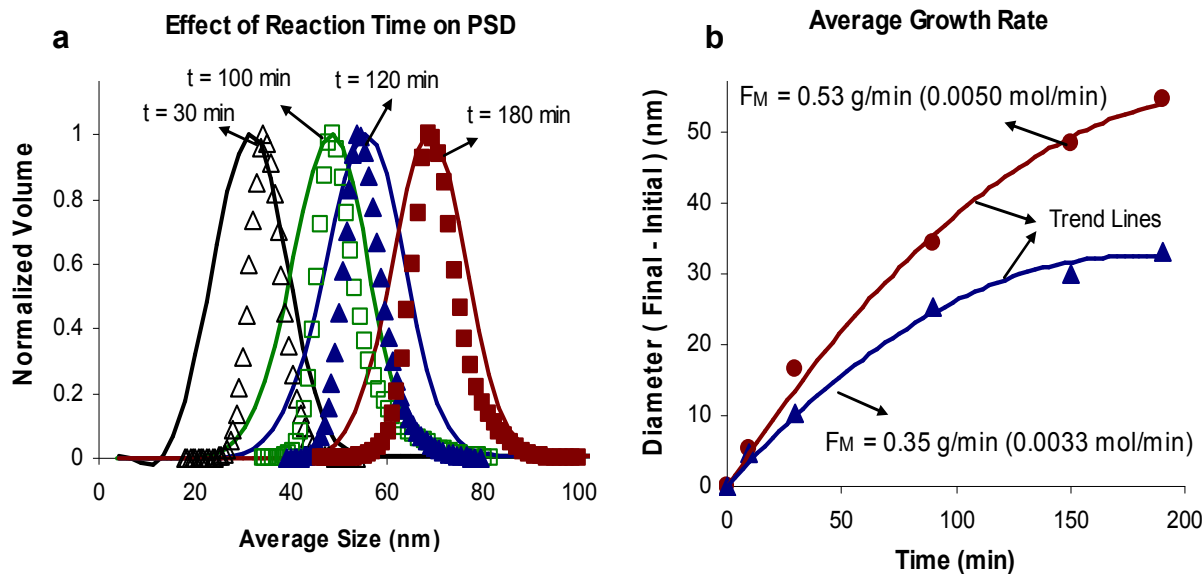 a
Effect of Reaction Time on PSD
t = 100 min
t = 120 min
t = 30 min
t = 180 min
1
0.8
0.6
0.4
0.2
0
0 20 40 60 80 100
Normalized Volume
Average Size (nm)
b
Average Growth Rate
FM = 0.53 g/min (0.0050 mol/min)
Trend Lines
FM = 0.35 g/min (0.0033 mol/min)
50
40
30
20
10
0
0 50 100 150 200
Diameter ( Final - Initial ) (nm)
Time (min)